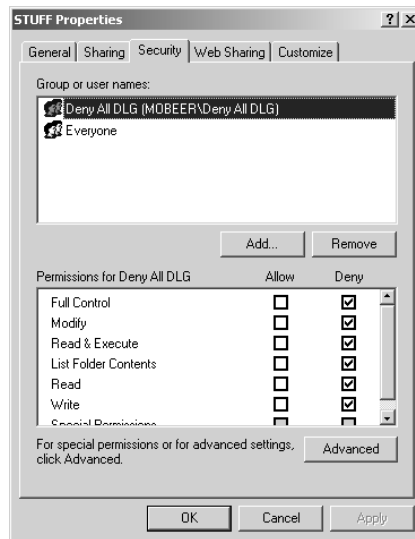 STUFF Properties
General Sharing Security Web Sharing Customize
Group or user names:
Deny All DLG (MOBEER\Deny All DLG)
Everyone
Add... Remove
Permissions for Deny All DLG Allow Deny
Full Control
Modify
Read & Execute
List Folder Contents
Read
Write
Special Permissions
For special permissions or for advanced settings,
click Advanced.
Advanced
OK Cancel Apply